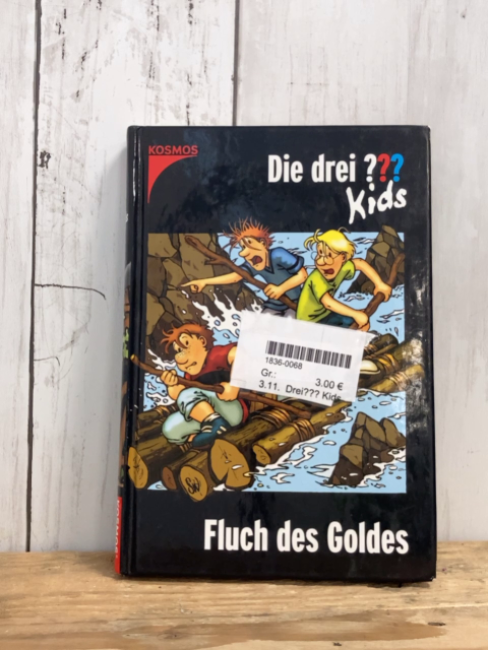 KOSMOS
Die drei ???
Kids
1836-0068
Gr.: 3.00 €
3.11. Drei??? Kids
Fluch des Goldes